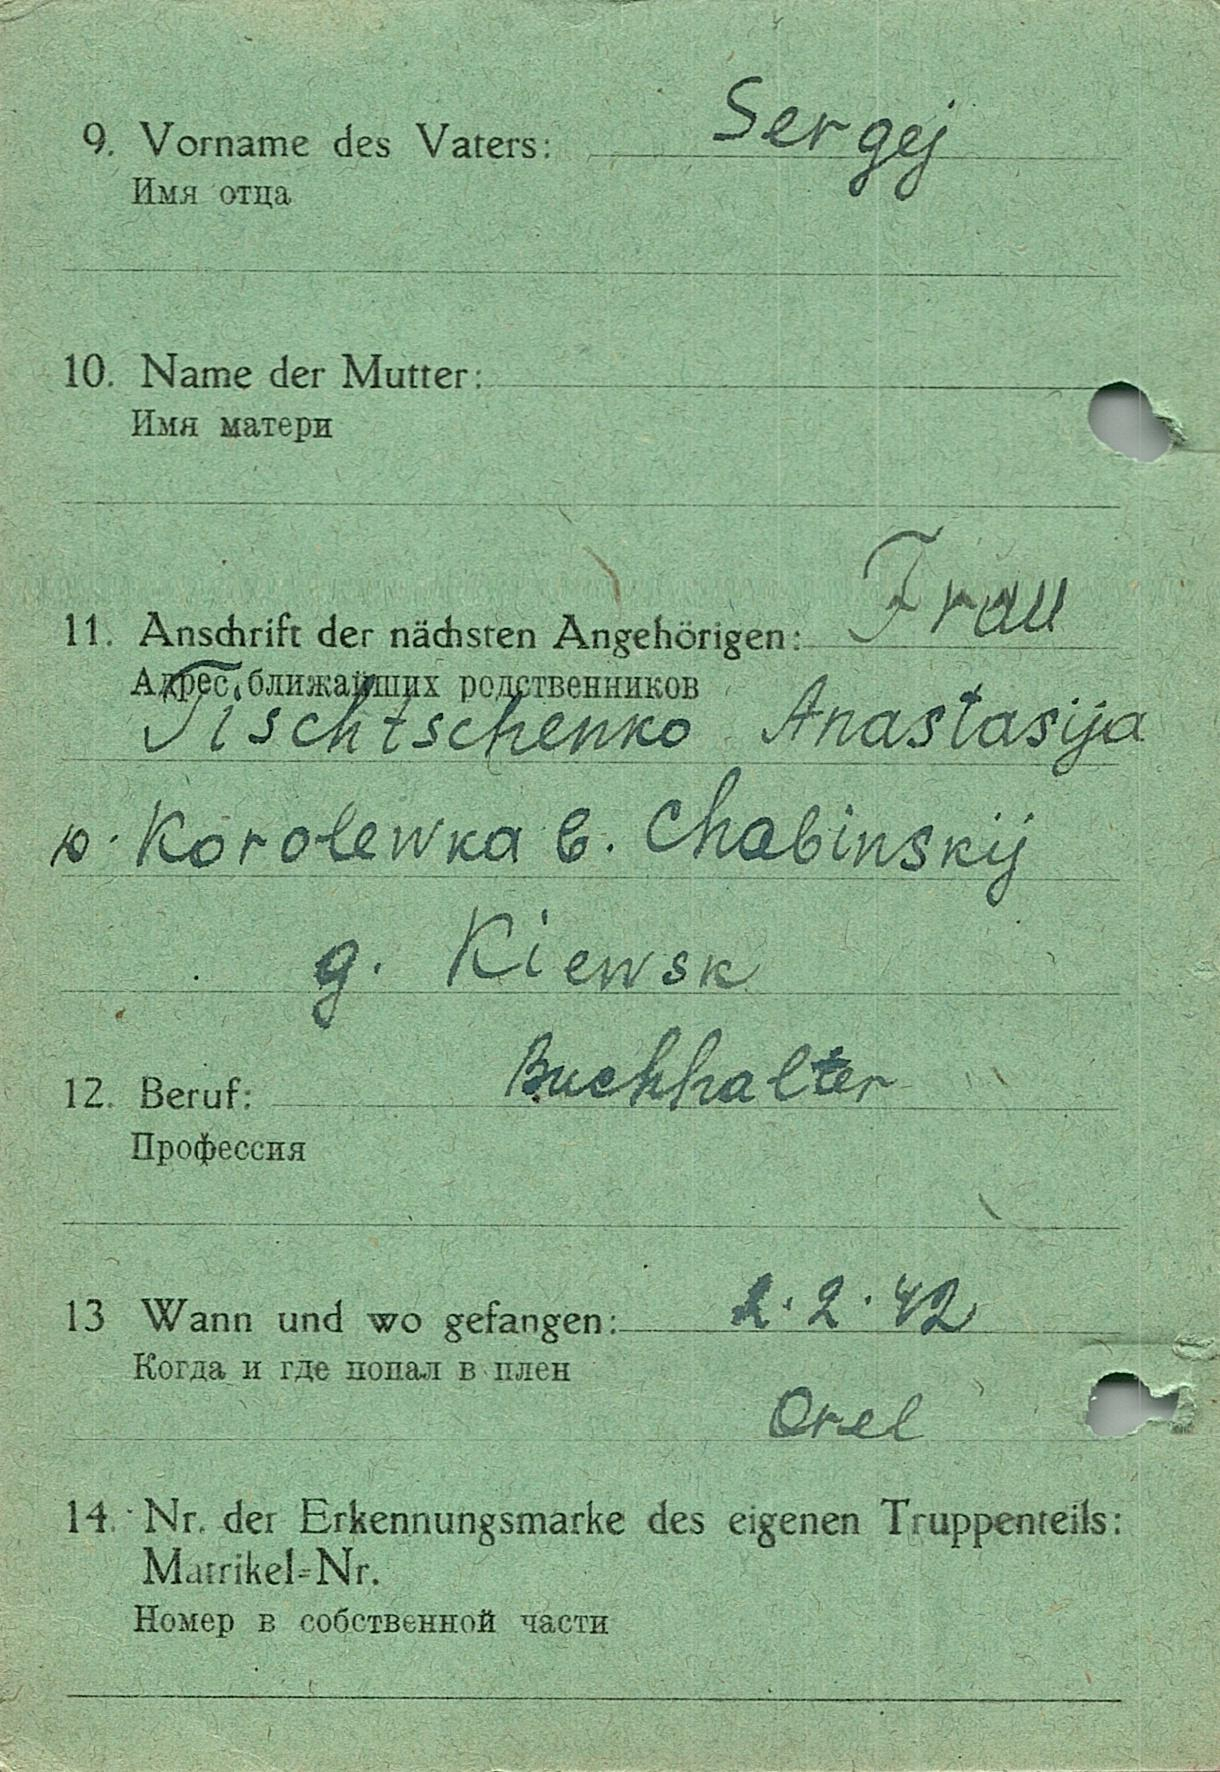 9. Vorname des Vaters: Sergej
Имя отца
10. Name der Mutter:
Имя матери
Frau
11. Anschrift der nächsten Angehörigen:
Адрес ближайших родственников
Tischtschenko Anastasija
Korolewka b. Chabinskij
g. Kiewsk
12. Beruf: Buchhalter
Профессия
13 Wann und wo gefangen: 2.2.42
Когда и где попал в плен
Orel
14. Nr. der Erkennungsmarke des eigenen Truppenteils:
Matrikel=Nr.
Номер в собственной части